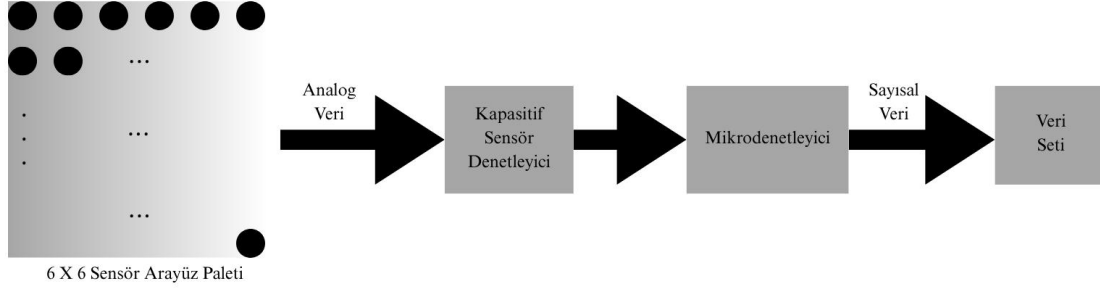 ...
...
...
6 X 6 Sensör Arayüz Paleti
Analog
Veri
Kapasitif
Sensör
Denetleyici
Mikrodenetleyici
Sayısal
Veri
Veri
Seti